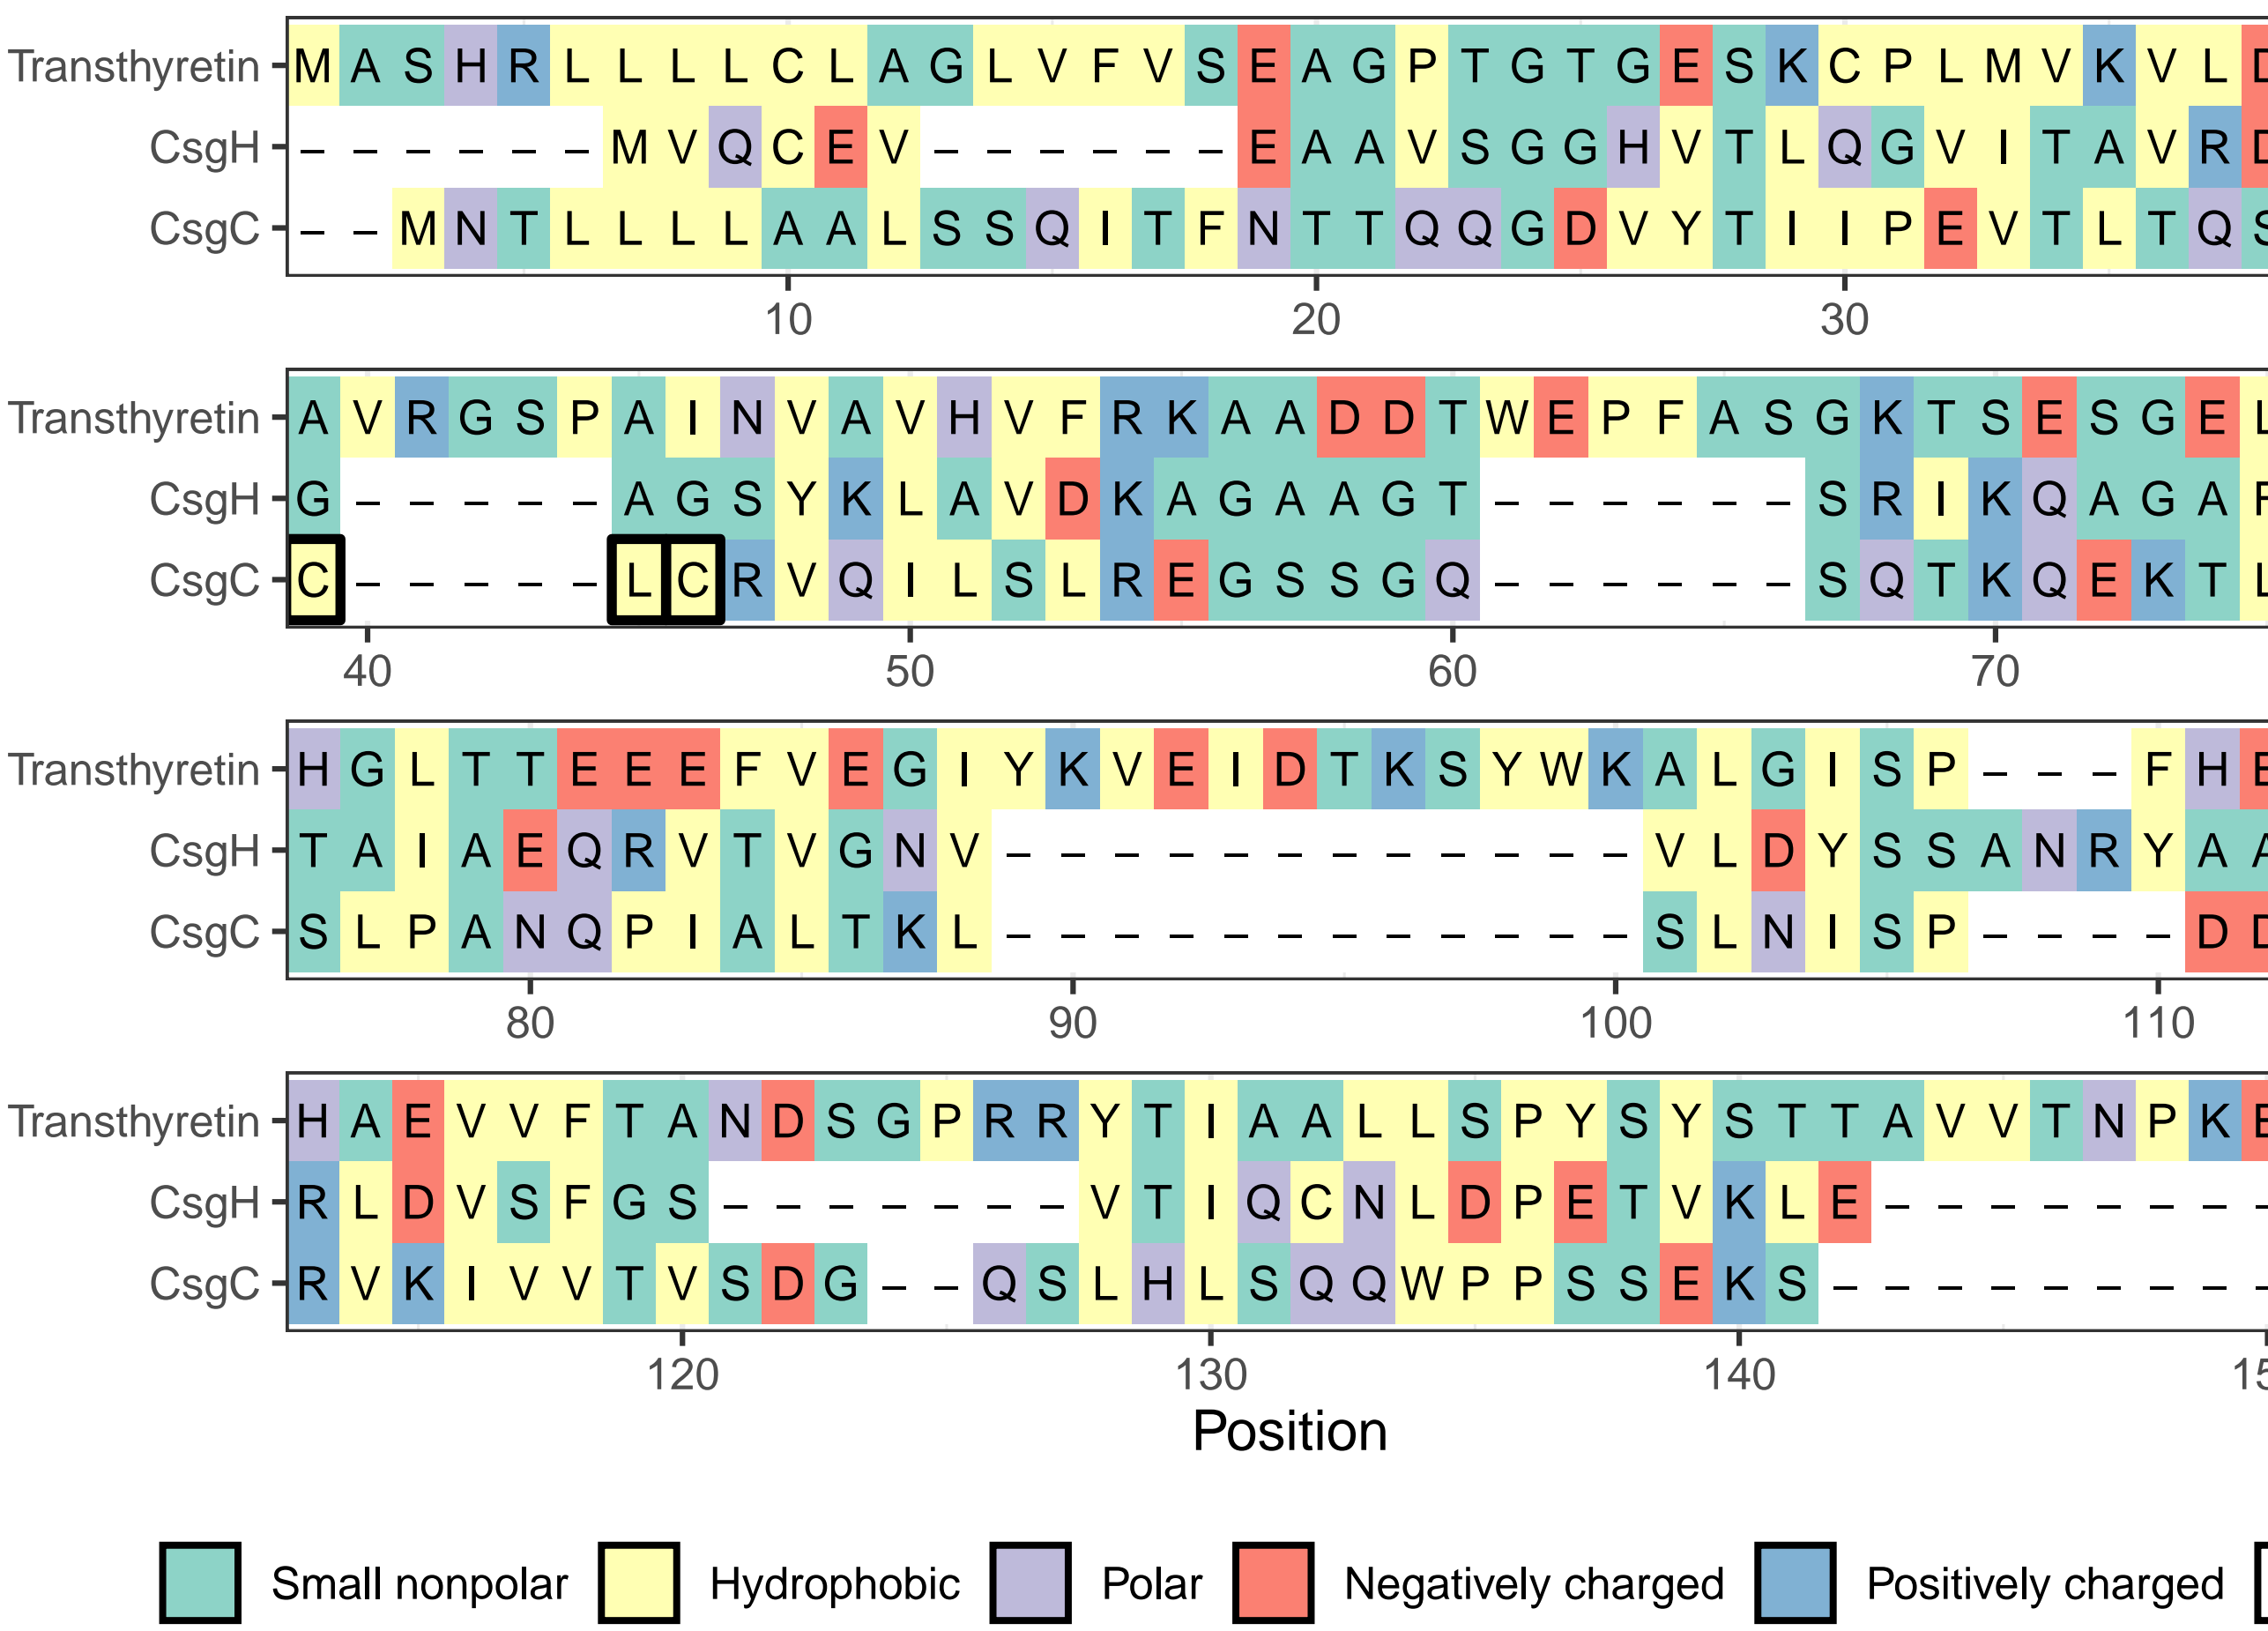 Transthyretin M A S H R L L L L C L A G L V F V S E A G P T G T G E S K C P L M V K V L D
CsgH – – – – – – M V Q C E V – – – – – – E A A V S G G H V T L Q G V I T A V R D
CsgC – – M N T L L L L A A L S S Q I T F N T T Q Q G D V Y T I I P E V T L T Q S
10 20 30
Transthyretin A V R G S P A I N V A V H V F R K A A D D T W E P F A S G K T S E S G E L
CsgH G – – – – – A G S Y K L A V D K A G A A G T – – – – – – S R I K Q A G A F
CsgC C – – – – – L C R V Q I L S L R E G S S G Q – – – – – – S Q T K Q E K T L
40 50 60 70
Transthyretin H G L T T E E E F V E G I Y K V E I D T K S Y W K A L G I S P – – – F H E
CsgH T A I A E Q R V T V G N V – – – – – – – – – – – – V L D Y S S A N R Y A A
CsgC S L P A N Q P I A L T K L – – – – – – – – – – – – S L N I S P – – – – D D
80 90 100 110
Transthyretin H A E V V F T A N D S G P R R Y T I A A L L S P Y S Y S T T A V V T N P K E
CsgH R L D V S F G S – – – – – – – V T I Q C N L D P E T V K L E – – – – – – – –
CsgC R V K I V V T V S D G – – Q S L H L S Q Q W P P S S E K S – – – – – – – – –
120 130 140
Position
Small nonpolar Hydrophobic Polar Negatively charged Positively charged